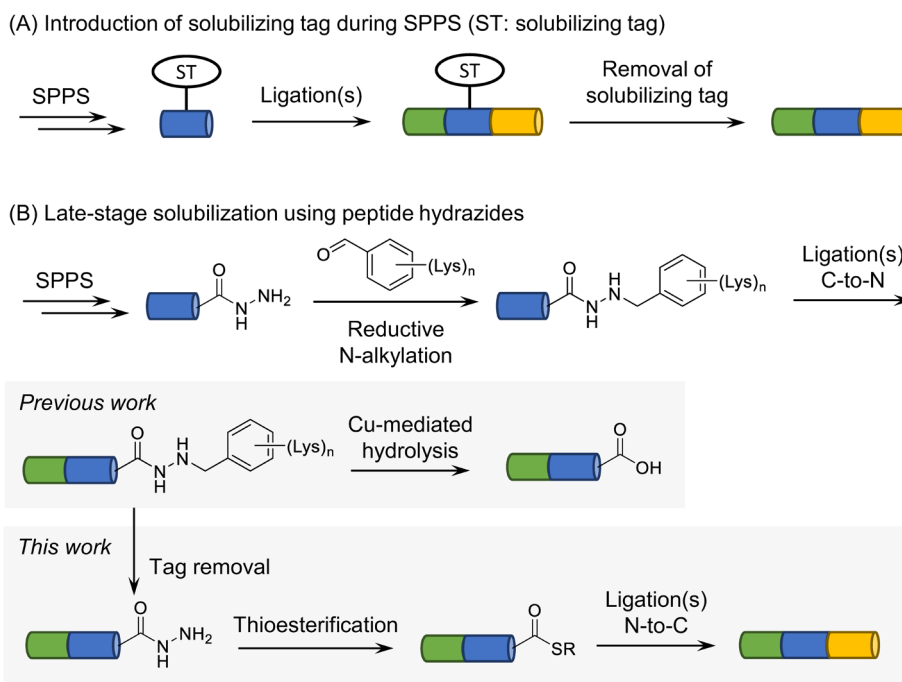 (A) Introduction of solubilizing tag during SPPS (ST: solubilizing tag)
SPPS
ST
Ligation(s)
ST
Removal of
solubilizing tag
(B) Late-stage solubilization using peptide hydrazides
SPPS
O
N
H
NH2
O
(Lys)n
Reductive
N-alkylation
O
N
H
H
N
(Lys)n
Ligation(s)
C-to-N
Previous work
O
N
H
H
N
(Lys)n
Cu-mediated
hydrolysis
O
OH
This work
Tag removal
O
N
H
NH2
Thioesterification
O
SR
Ligation(s)
N-to-C